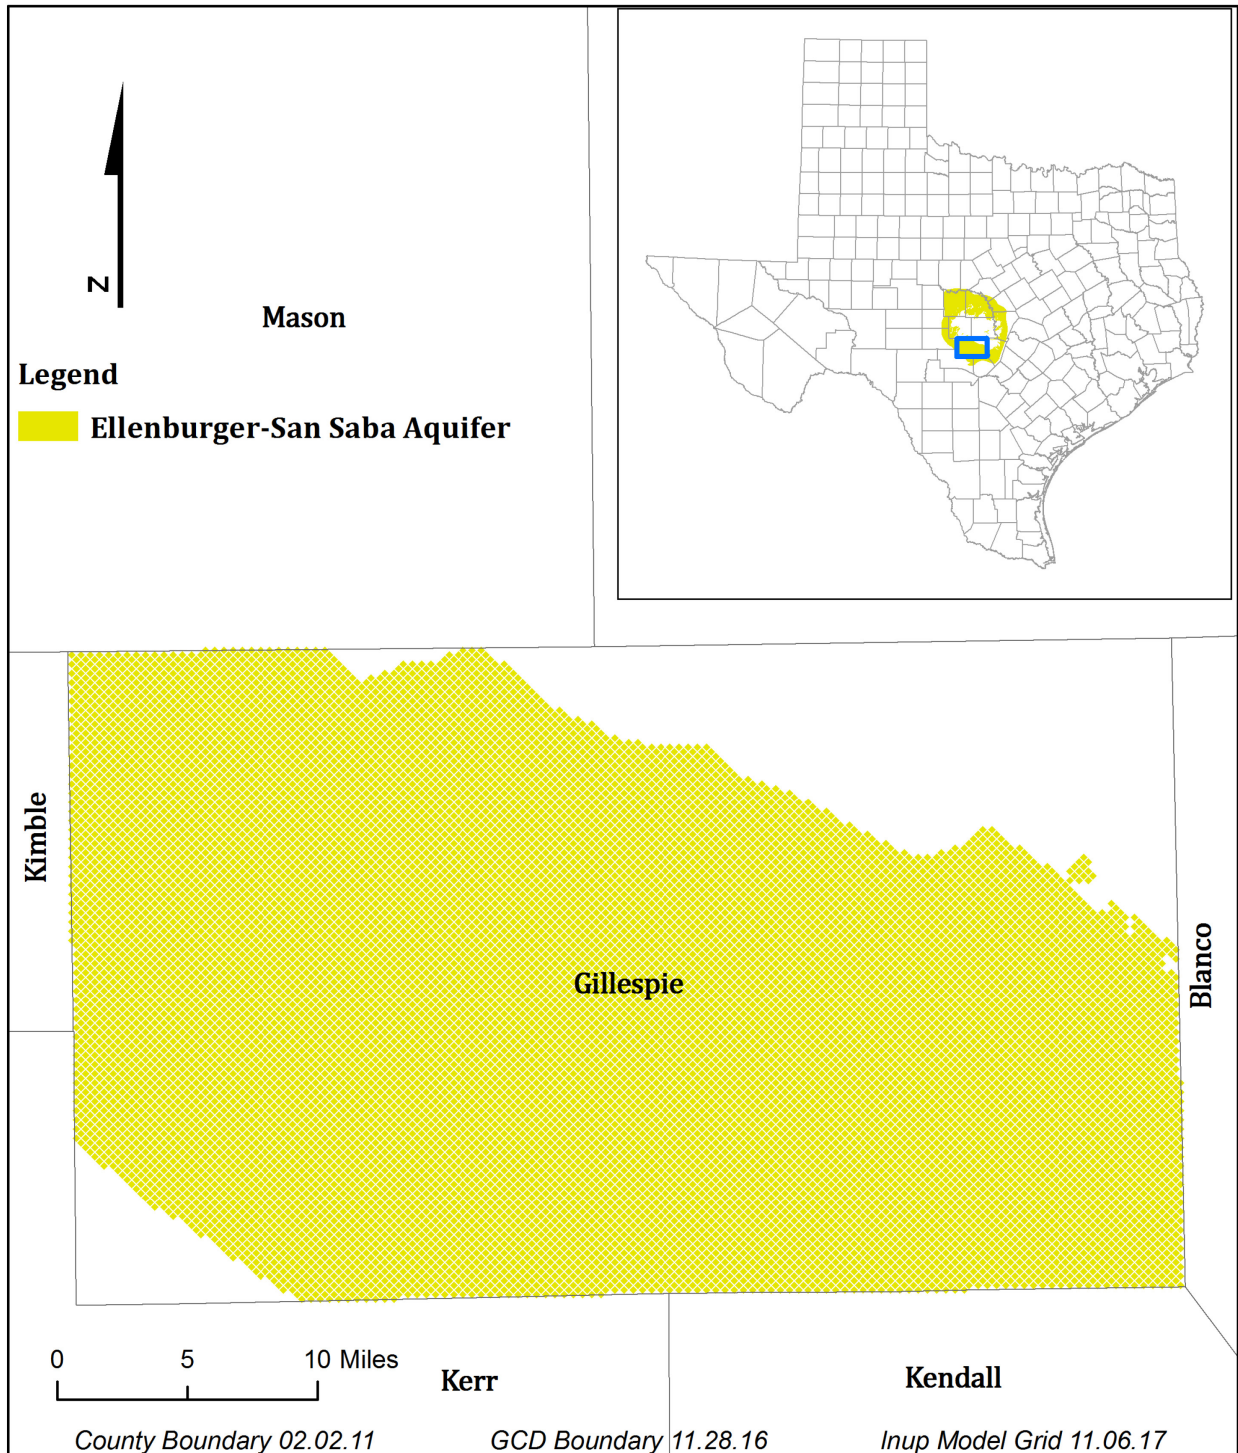 N
Mason
Legend
Ellenburger-San Saba Aquifer
Kimble
Gillespie
Blanco
0 5 10 Miles
Kerr
Kendall
County Boundary 02.02.11 GCD Boundary 11.28.16 lnup Model Grid 11.06.17